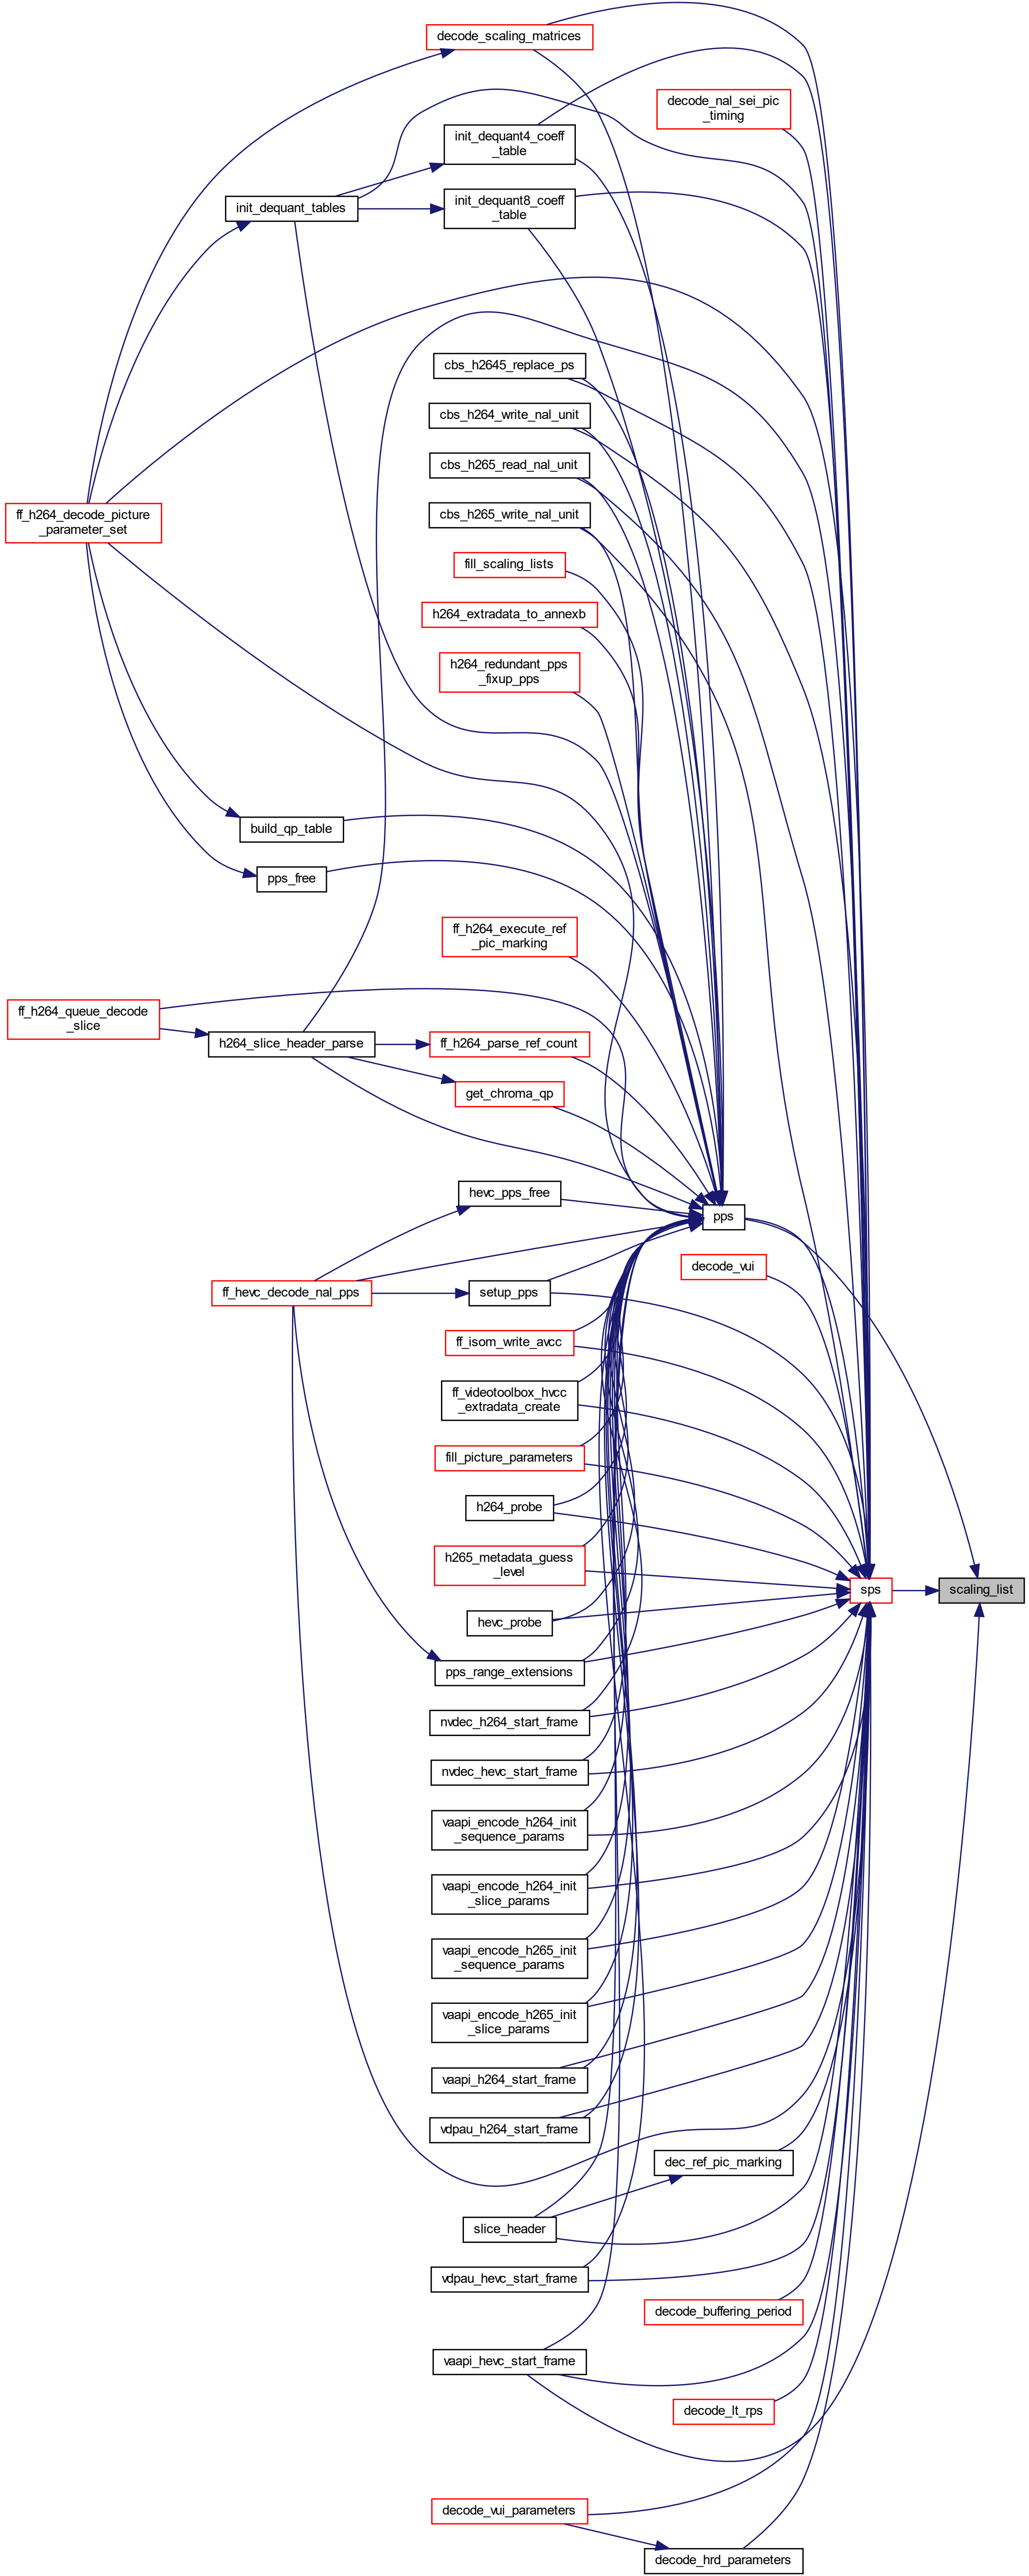 decode_scaling_matrices
decode_nal_sei_pic
_timing
init_dequant4_coeff
_table
init_dequant8_coeff
_table
init_dequant_tables
cbs_h2645_replace_ps
cbs_h264_write_nal_unit
cbs_h265_read_nal_unit
cbs_h265_write_nal_unit
ff_h264_decode_picture
_parameter_set
fill_scaling_lists
h264_extradata_to_annexb
h264_redundant_pps
_fixup_pps
build_qp_table
pps_free
ff_h264_execute_ref
_pic_marking
ff_h264_queue_decode
_slice
h264_slice_header_parse
ff_h264_parse_ref_count
get_chroma_qp
hevc_pps_free
pps
decode_vui
ff_hevc_decode_nal_pps
setup_pps
ff_isom_write_avcc
ff_videotoolbox_hvcc
_extradata_create
fill_picture_parameters
h264_probe
h265_metadata_guess
_level
sps
scaling_list
hevc_probe
pps_range_extensions
nvdec_h264_start_frame
nvdec_hevc_start_frame
vaapi_encode_h264_init
_sequence_params
vaapi_encode_h264_init
_slice_params
vaapi_encode_h265_init
_sequence_params
vaapi_encode_h265_init
_slice_params
vaapi_h264_start_frame
vdpau_h264_start_frame
dec_ref_pic_marking
slice_header
vdpau_hevc_start_frame
decode_buffering_period
vaapi_hevc_start_frame
decode_lt_rps
decode_vui_parameters
decode_hrd_parameters